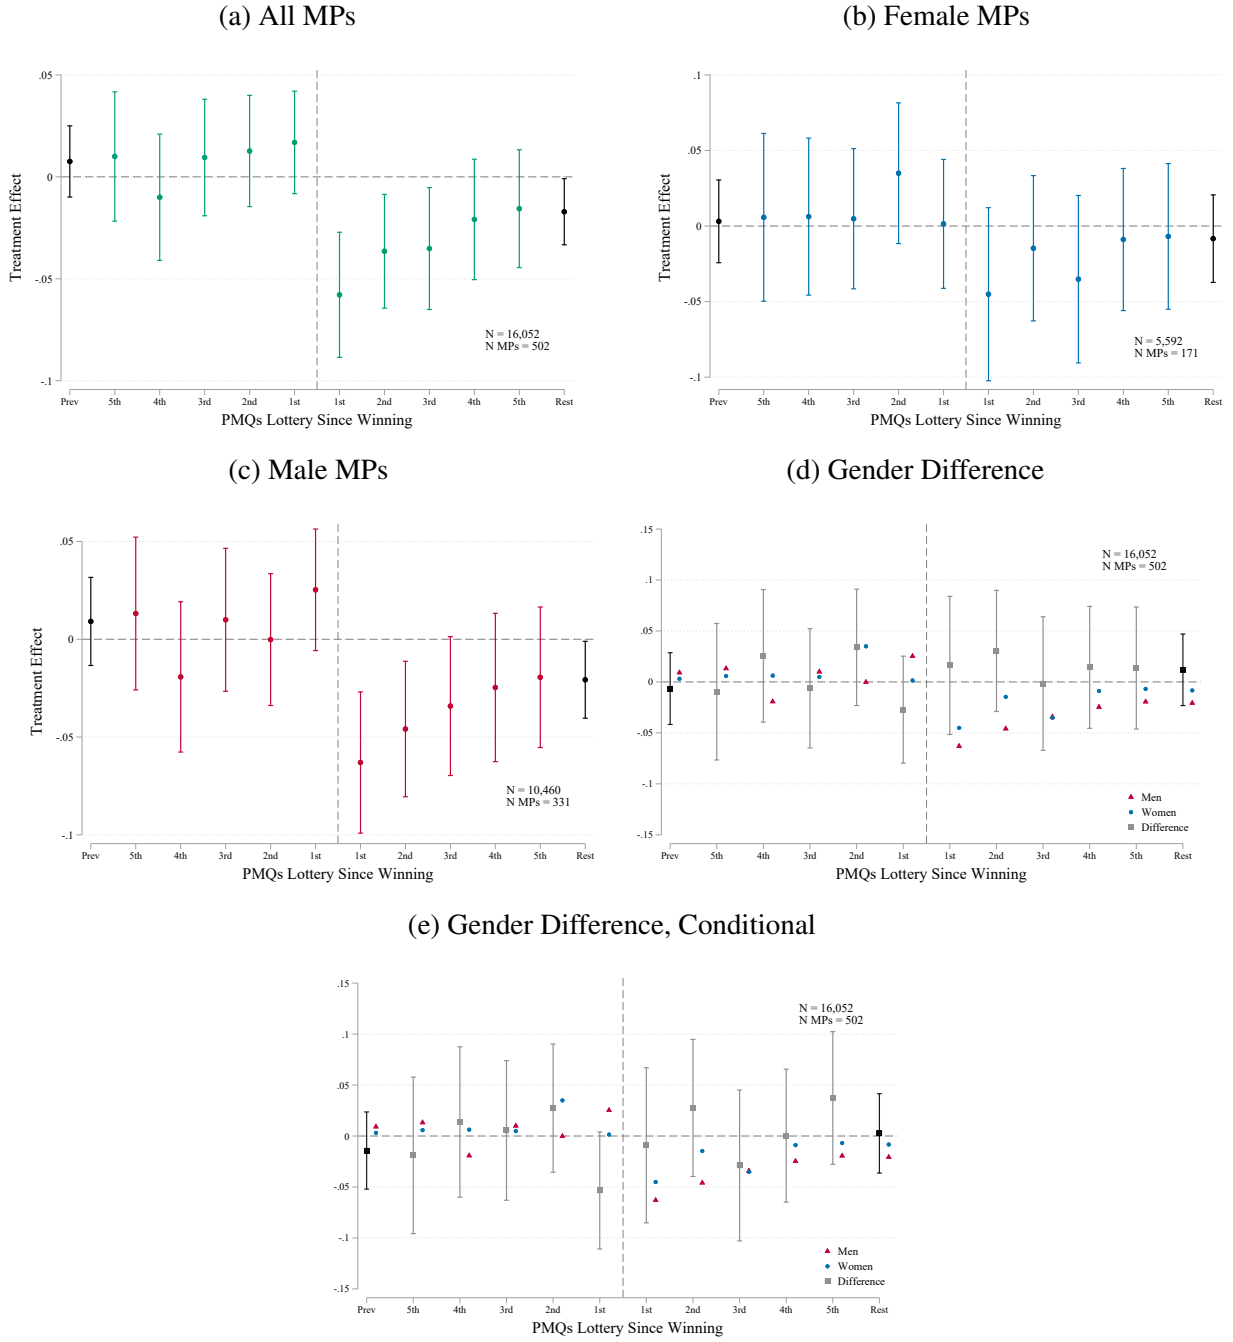 (a) All MPs
.05
0
-.05
-.1
Treatment Effect
N = 16,052
N MPs = 502
Prev 5th 4th 3rd 2nd 1st 1st 2nd 3rd 4th 5th Rest
PMQs Lottery Since Winning
(b) Female MPs
.1
.05
0
-.05
-.1
Treatment Effect
N = 5,592
N MPs = 171
Prev 5th 4th 3rd 2nd 1st 1st 2nd 3rd 4th 5th Rest
PMQs Lottery Since Winning
(c) Male MPs
.05
0
-.05
-.1
Treatment Effect
N = 10,460
N MPs = 331
Prev 5th 4th 3rd 2nd 1st 1st 2nd 3rd 4th 5th Rest
PMQs Lottery Since Winning
(d) Gender Difference
.15
.1
.05
0
-.05
-.1
-.15
N = 16,052
N MPs = 502
Men
Women
Difference
Prev 5th 4th 3rd 2nd 1st 1st 2nd 3rd 4th 5th Rest
PMQs Lottery Since Winning
(e) Gender Difference, Conditional
.15
.1
.05
0
-.05
-.1
-.15
N = 16,052
N MPs = 502
Men
Women
Difference
Prev 5th 4th 3rd 2nd 1st 1st 2nd 3rd 4th 5th Rest
PMQs Lottery Since Winning